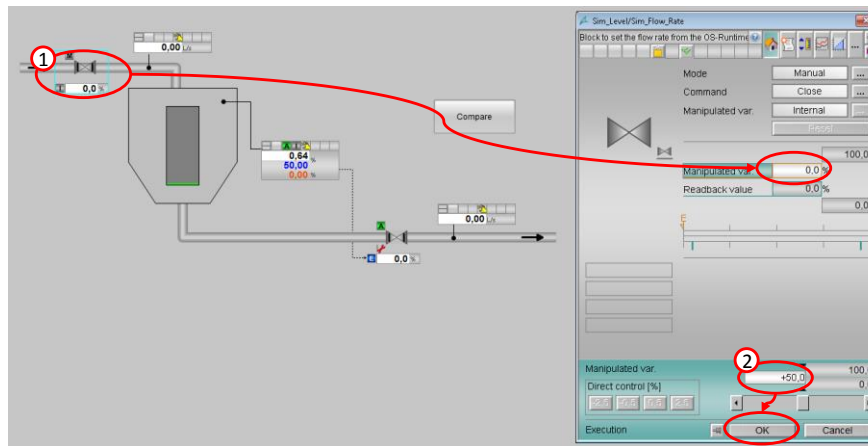 1
0,00 L/s
0,0 %
0,64 %
50,00
0,00 %
Compare
0,00 L/s
A
E 0,0 %
Sim_Level/Sim_Flow_Rate
Block to set the flow rate from the OS-Runtime
Mode Manual ...
Command Close ...
Manipulated var. Internal ...
Reset
100,0
Manipulated var. 0,0 %
Readback value 0,0 %
0,0
E
2
Manipulated var. +50,0 100,
0,
Direct control [%]
Execution OK Cancel